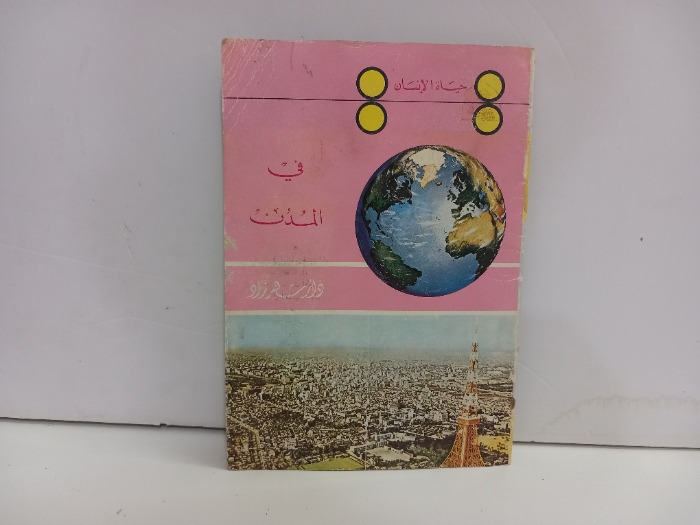 حياة الإنسان
في
المدن